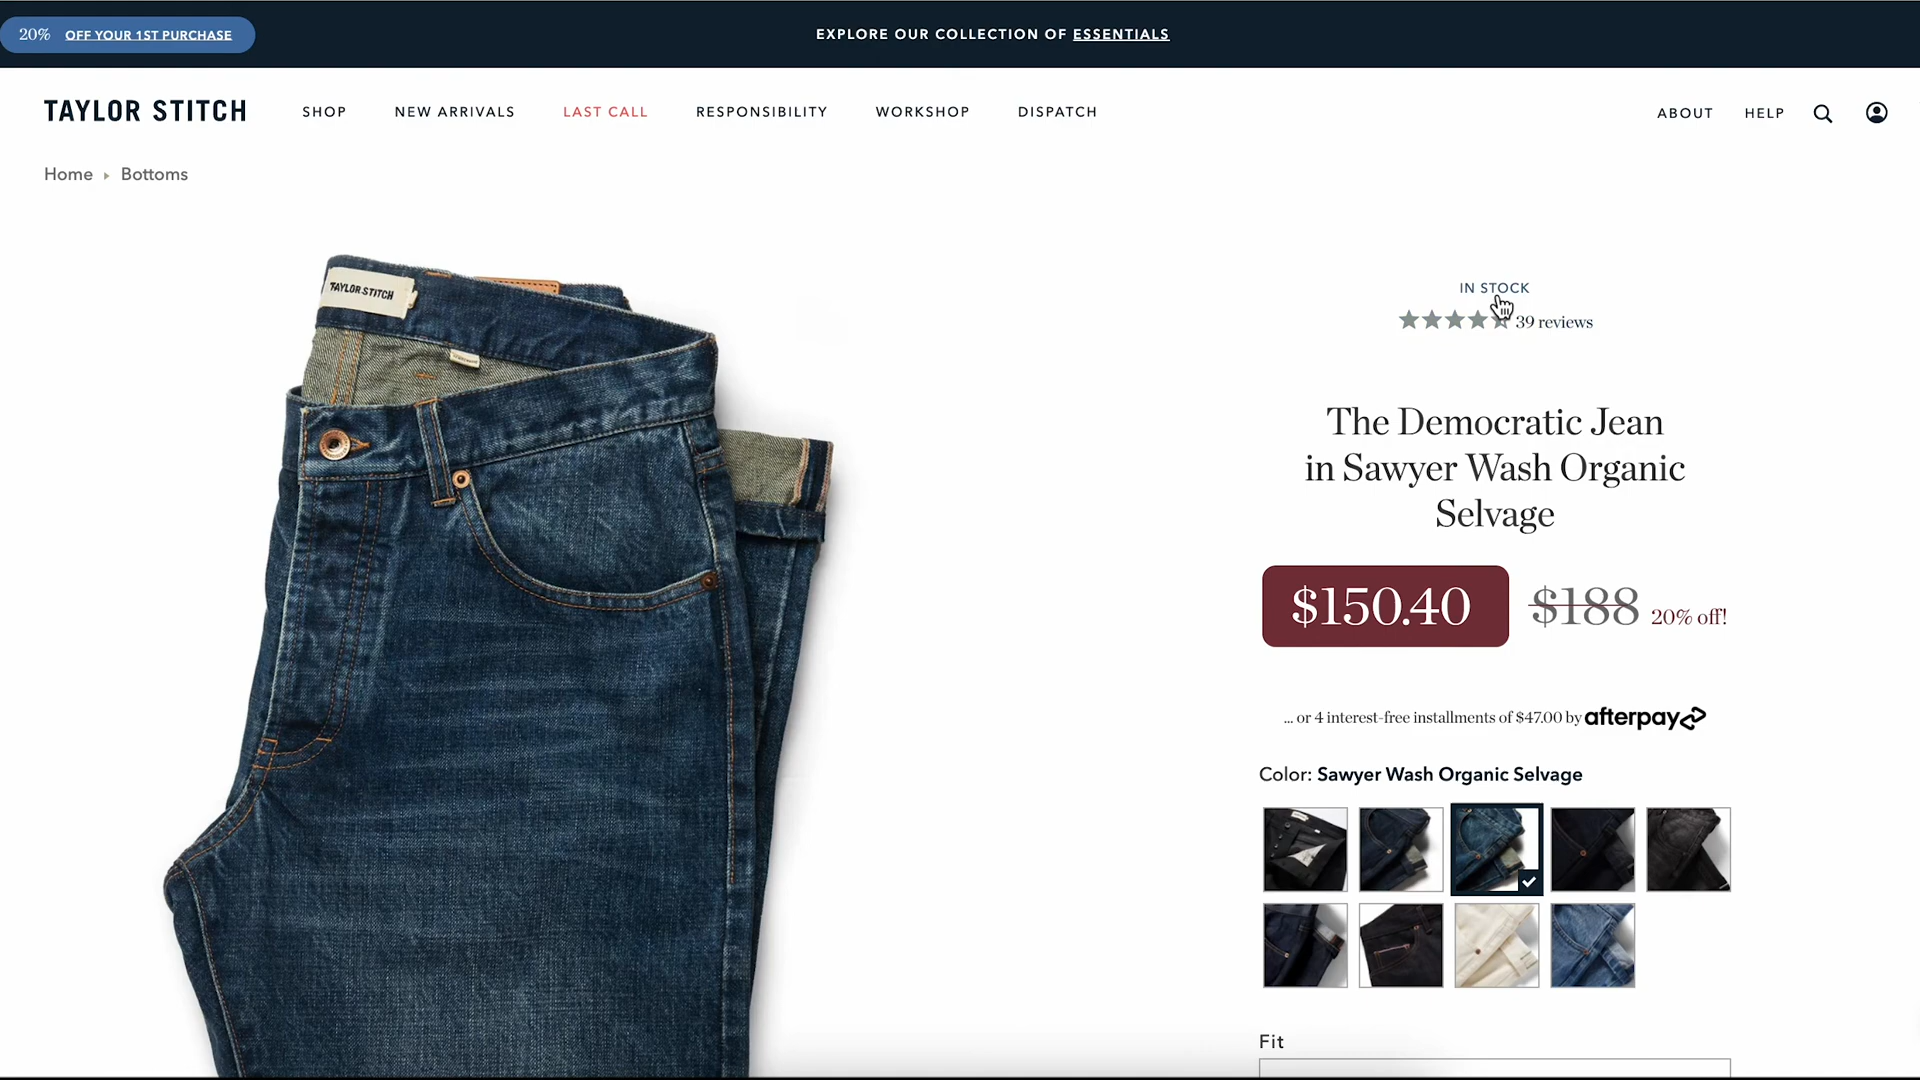 20% OFF YOUR 1ST PURCHASE
EXPLORE OUR COLLECTION OF ESSENTIALS
TAYLOR STITCH
SHOP
NEW ARRIVALS
LAST CALL
RESPONSIBILITY
WORKSHOP
DISPATCH
ABOUT
HELP
Home
Bottoms
TAYLOR STITCH
IN STOCK
39 reviews
The Democratic Jean
in Sawyer Wash Organic
Selvage
$150.40 $188 20% off!
... or 4 interest-free installments of $47.00 by afterpay
Color: Sawyer Wash Organic Selvage
Fit